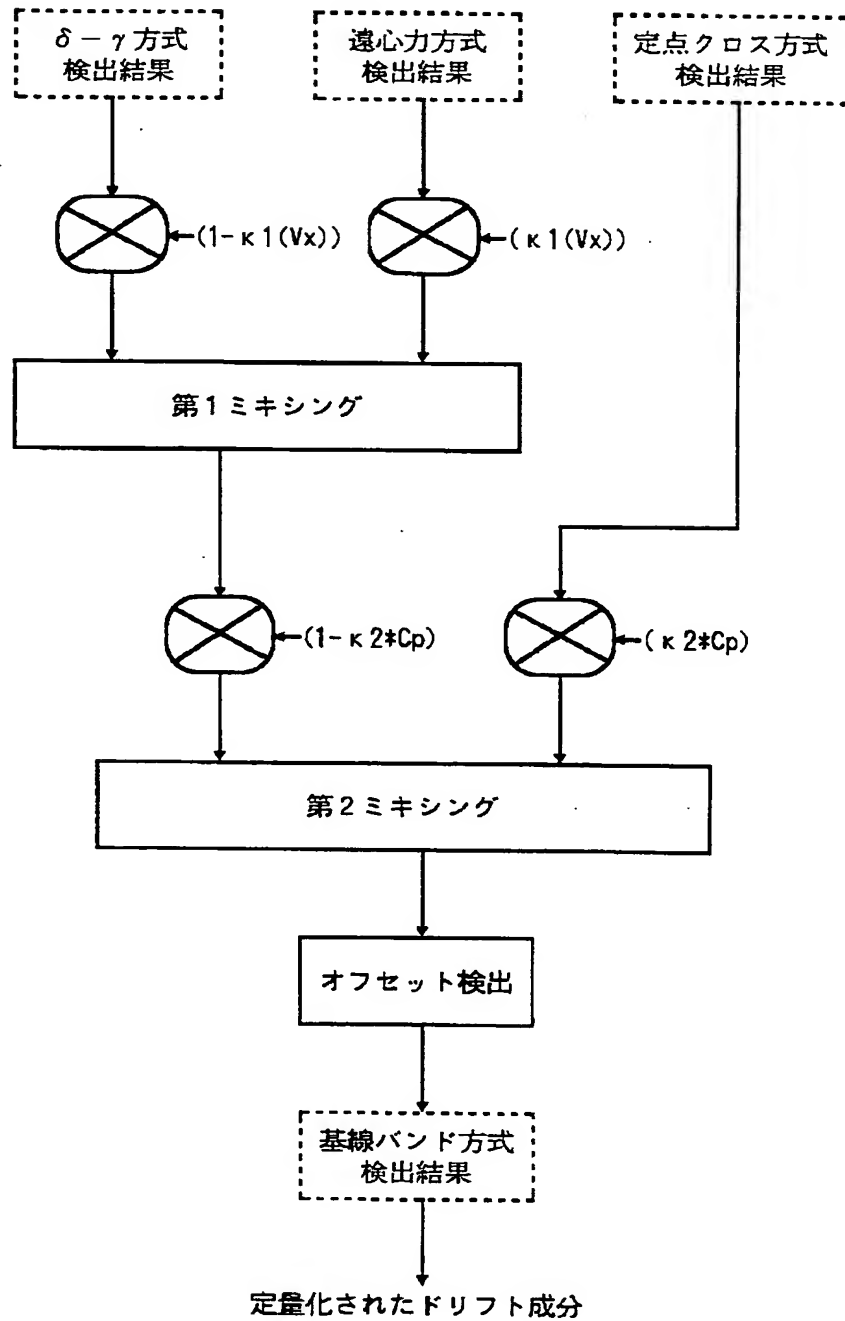 δ－γ方式
検出結果
遠心力方式
検出結果
定点クロス方式
検出結果
(1-κ1(Vx))
(κ1(Vx))
第1ミキシング
(1-κ2*Cp)
(κ2*Cp)
第2ミキシング
オフセット検出
基線バンド方式
検出結果
定量化されたドリフト成分